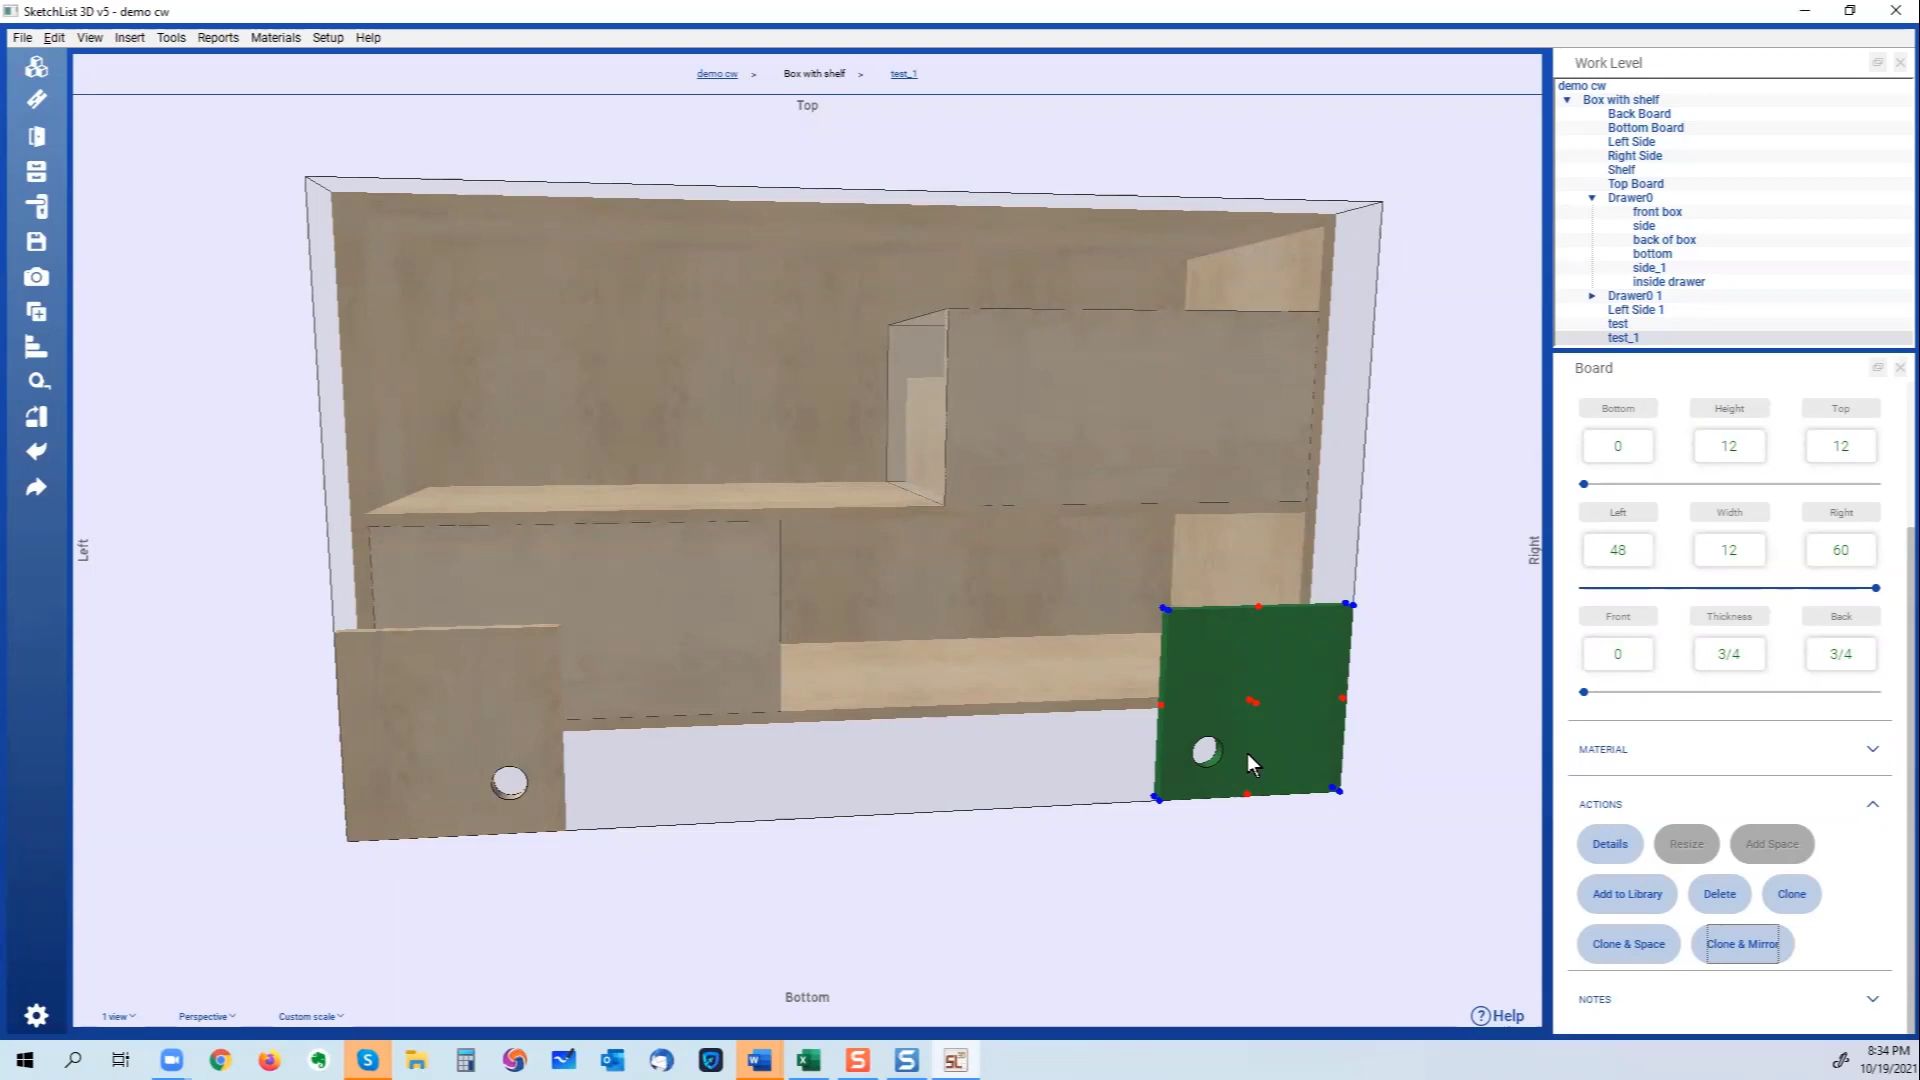 SketchList 3D v5 - demo cw
File Edit View Insert Tools Reports Materials Setup Help
demo cw > Box with shelf > test_1
Top
Left
Right
Bottom
1 view
Perspective
Custom scale
? Help
Work Level
demo cw
Box with shelf
Back Board
Bottom Board
Left Side
Right Side
Shelf
Top Board
Drawer0
front box
side
back of box
bottom
side_1
inside drawer
Drawer0 1
Left Side 1
test
test_1
Board
Bottom Height Top
0 12 12
Left Width Right
48 12 60
Front Thickness Back
0 3/4 3/4
MATERIAL
ACTIONS
Details Resize Add Space
Add to Library Delete Clone
Clone & Space Clone & Mirror
NOTES
8:34 PM
10/19/2021